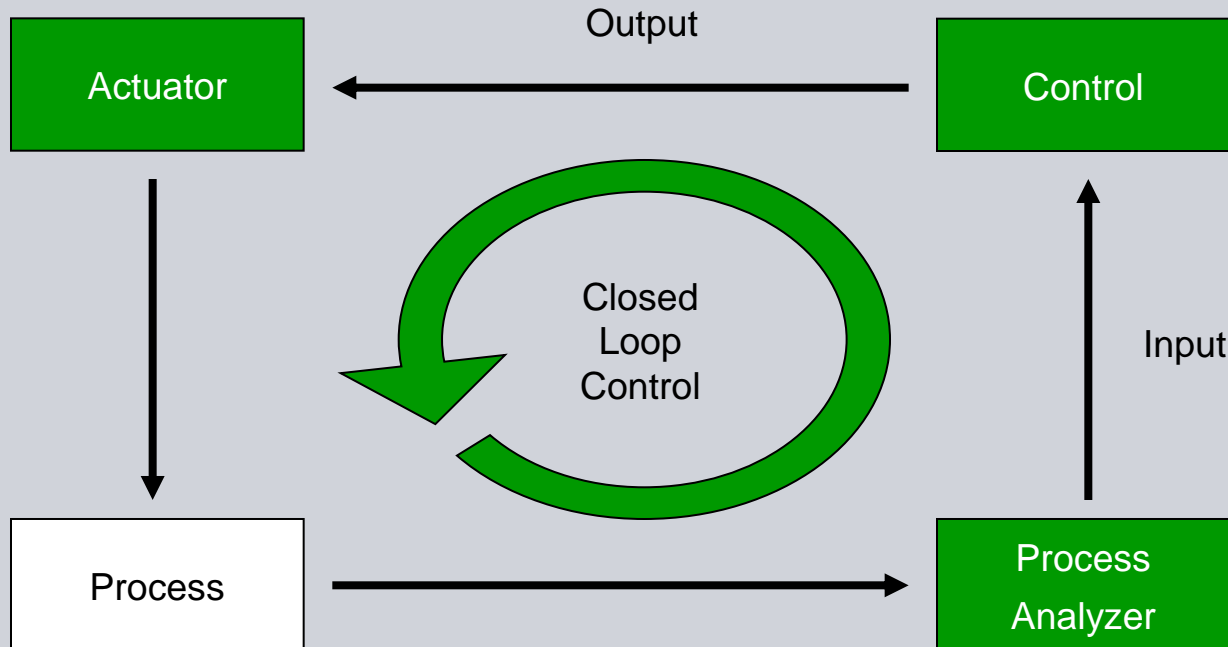 Output
Actuator
Control
Closed
Loop
Control
Input
Process
Process
Analyzer